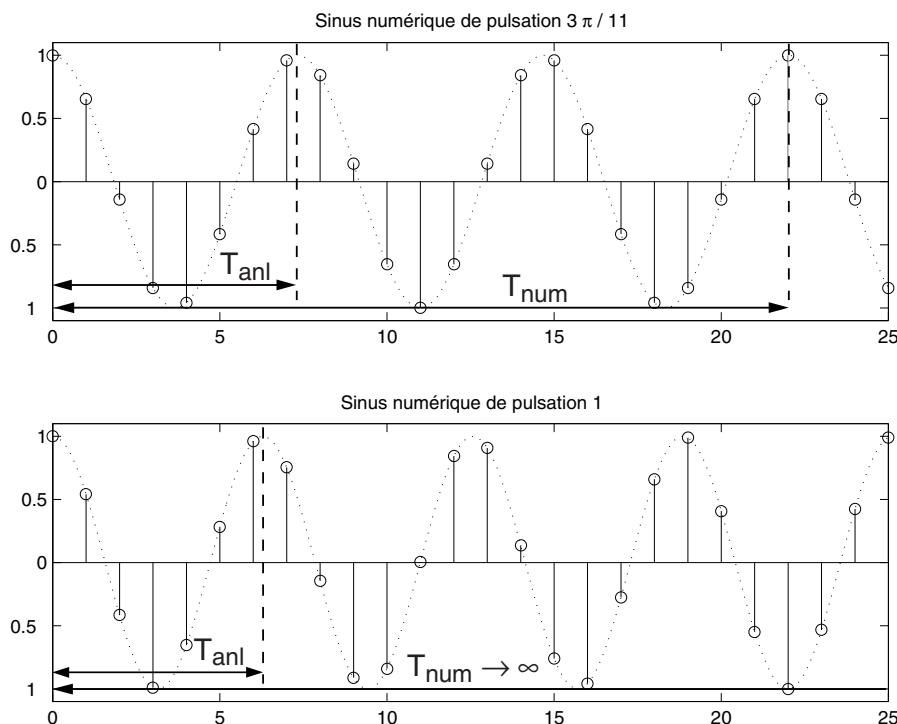 Sinus numérique de pulsation 3 π / 11
1
0.5
0
0.5
1
T_anl
T_num
0 5 10 15 20 25
Sinus numérique de pulsation 1
1
0.5
0
0.5
1
T_anl
T_num → ∞
0 5 10 15 20 25